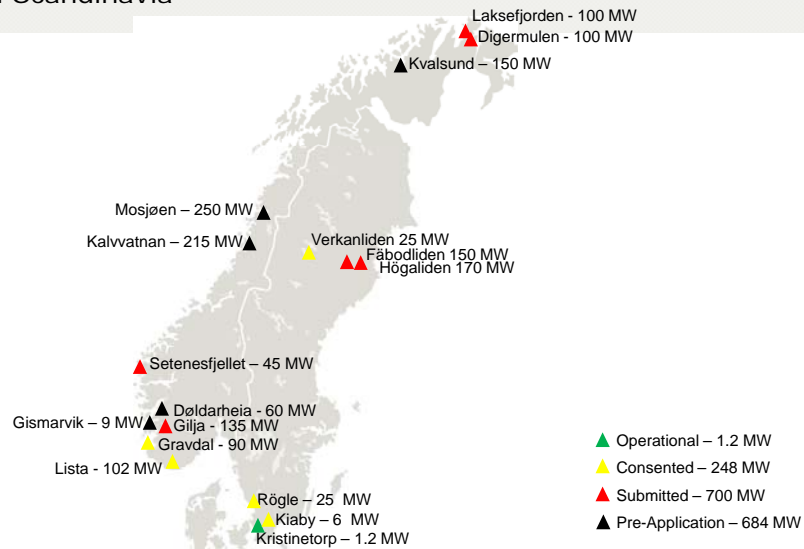 Laksefjorden - 100 MW
Digermulen - 100 MW
Kvalsund – 150 MW
Mosjøen – 250 MW
Kalvvatnan – 215 MW
Verkanliden 25 MW
Fäbodliden 150 MW
Högaliden 170 MW
Setenesfjellet – 45 MW
Døldarheia - 60 MW
Gismarvik – 9 MW
Gilja - 135 MW
Gravdal - 90 MW
Lista - 102 MW
Rögle – 25 MW
Kiaby – 6 MW
Kristinetorp – 1.2 MW
Operational – 1.2 MW
Consented – 248 MW
Submitted – 700 MW
Pre-Application – 684 MW